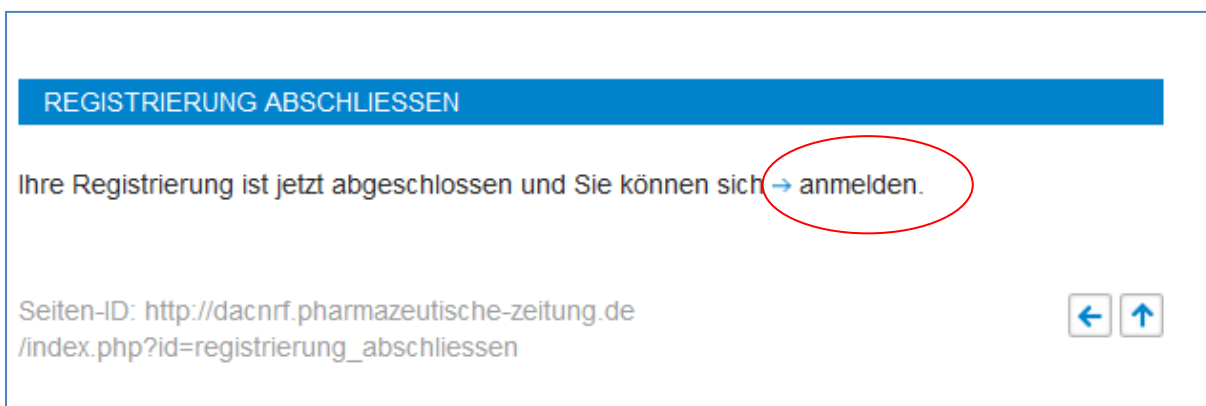 REGISTRIERUNG ABSCHLIESSEN
Ihre Registrierung ist jetzt abgeschlossen und Sie können sich → anmelden.
Seiten-ID: http://dacnrf.pharmazeutische-zeitung.de
/index.php?id=registrierung_abschliessen